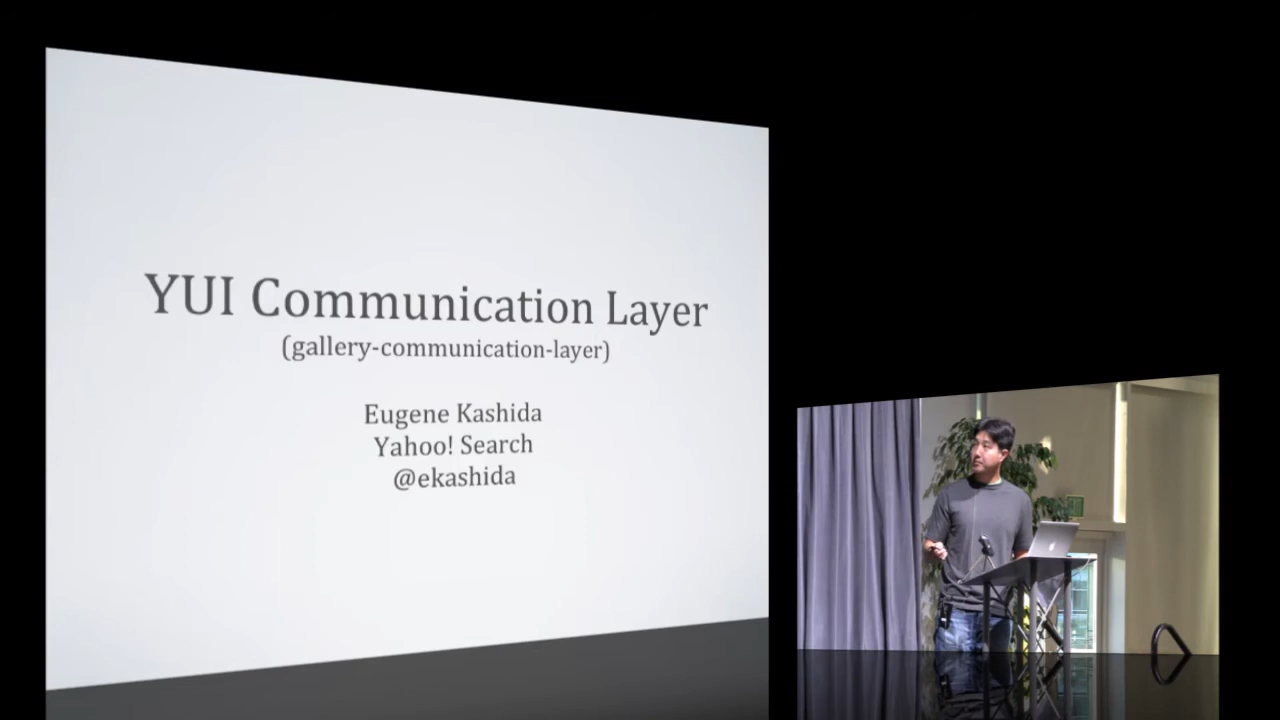 YUI Communication Layer
(gallery-communication-layer)
Eugene Kashida
Yahoo! Search
@ekashida